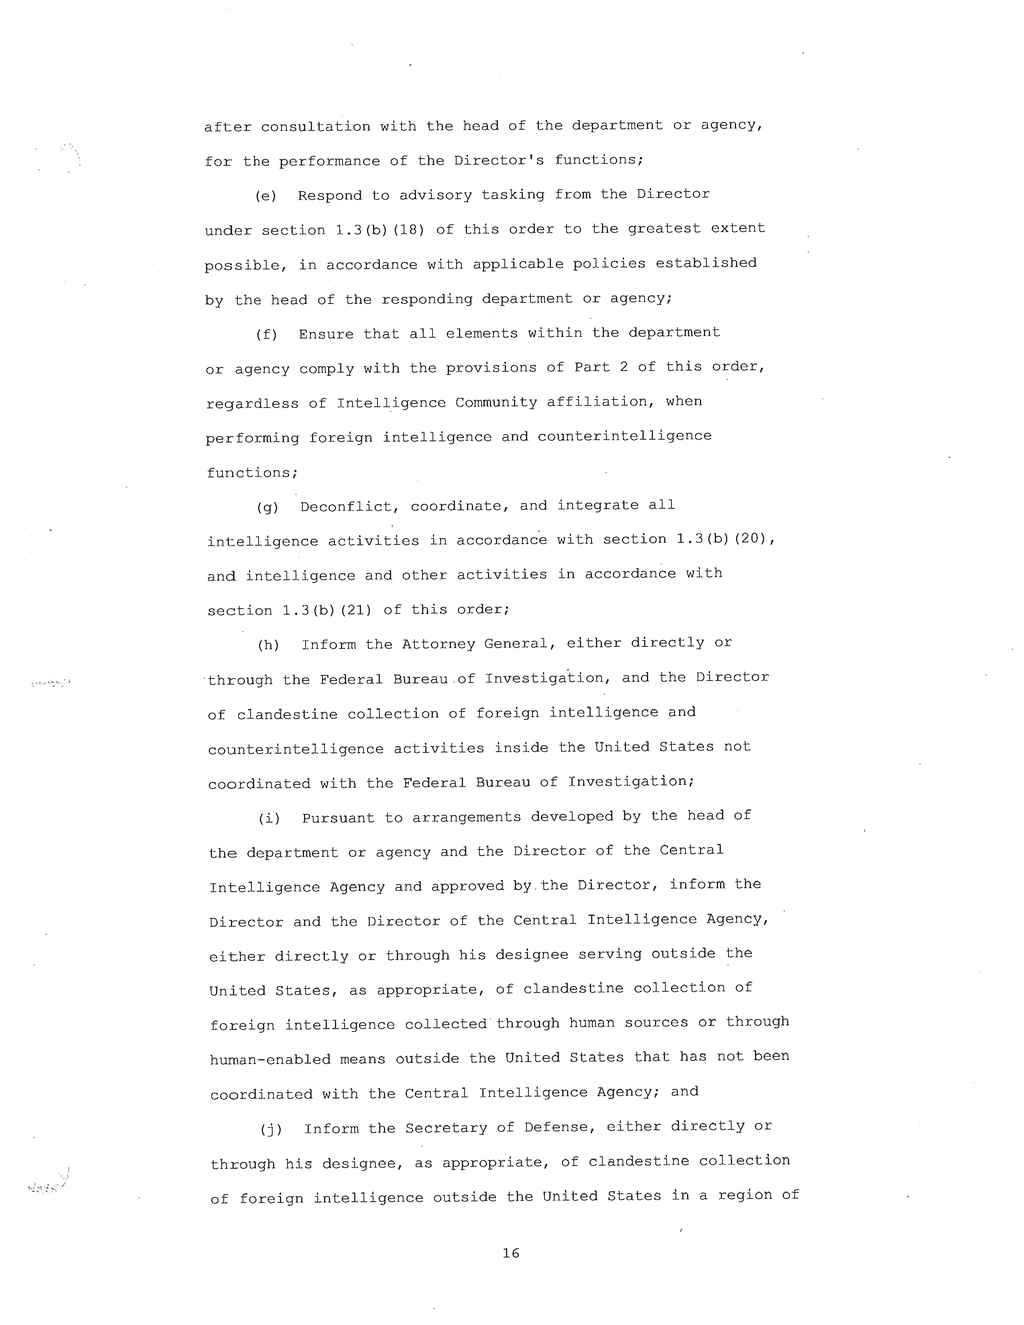 after consultation with the head of the department or agency,
for the performance of the Director's functions;
(e) Respond to advisory tasking from the Director
under section 1.3(b)(18) of this order to the greatest extent
possible, in accordance with applicable policies established
by the head of the responding department or agency;
(f) Ensure that all elements within the department
or agency comply with the provisions of Part 2 of this order,
regardless of Intelligence Community affiliation, when
performing foreign intelligence and counterintelligence
functions;
(g) Deconflict, coordinate, and integrate all
intelligence activities in accordance with section 1.3(b)(20),
and intelligence and other activities in accordance with
section 1.3(b)(21) of this order;
(h) Inform the Attorney General, either directly or
through the Federal Bureau of Investigation, and the Director
of clandestine collection of foreign intelligence and
counterintelligence activities inside the United States not
coordinated with the Federal Bureau of Investigation;
(i) Pursuant to arrangements developed by the head of
the department or agency and the Director of the Central
Intelligence Agency and approved by the Director, inform the
Director and the Director of the Central Intelligence Agency,
either directly or through his designee serving outside the
United States, as appropriate, of clandestine collection of
foreign intelligence collected through human sources or through
human-enabled means outside the United States that has not been
coordinated with the Central Intelligence Agency; and
(j) Inform the Secretary of Defense, either directly or
through his designee, as appropriate, of clandestine collection
of foreign intelligence outside the United States in a region of
16